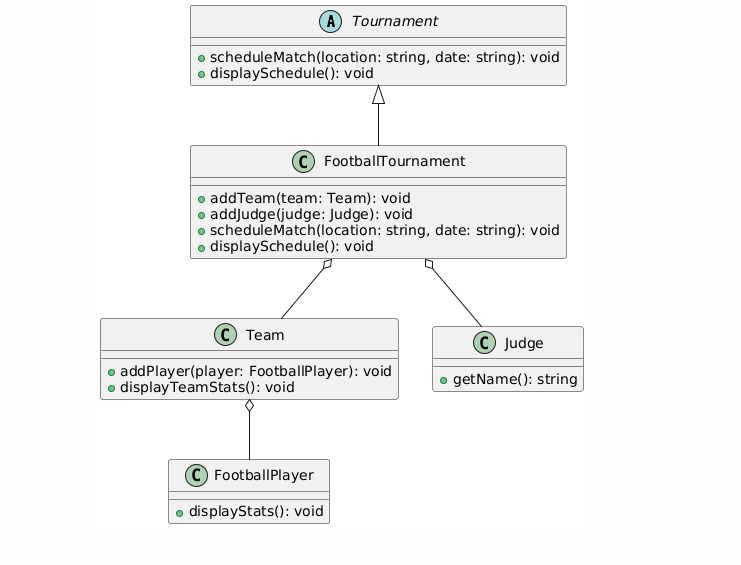 A Tournament
scheduleMatch(location: string, date: string): void
displaySchedule(): void
C FootballTournament
addTeam(team: Team): void
addJudge(judge: Judge): void
scheduleMatch(location: string, date: string): void
displaySchedule(): void
C Team
addPlayer(player: FootballPlayer): void
displayTeamStats(): void
C Judge
getName(): string
C FootballPlayer
displayStats(): void